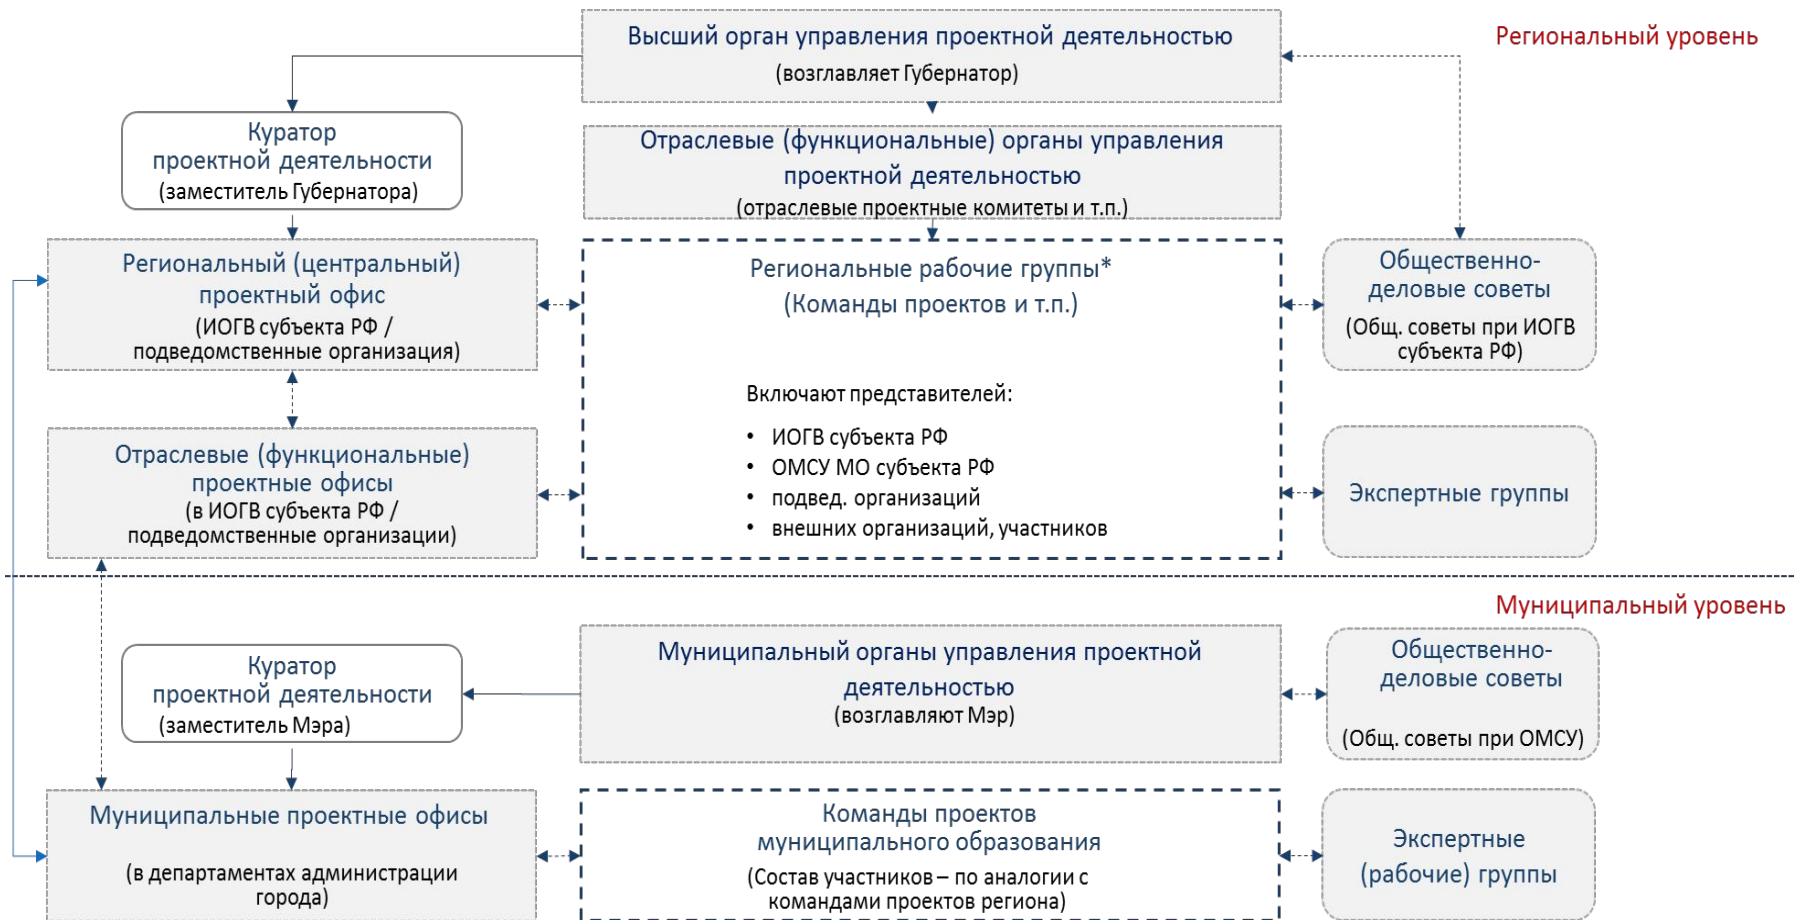 Высший орган управления проектной деятельностью
(возглавляет Губернатор)
Региональный уровень
Куратор
проектной деятельности
(заместитель Губернатора)
Отраслевые (функциональные) органы управления
проектной деятельностью
(отраслевые проектные комитеты и т.п.)
Региональный (центральный)
проектный офис
(ИОГВ субъекта РФ /
подведомственные организация)
Региональные рабочие группы*
(Команды проектов и т.п.)
Включают представителей:
• ИОГВ субъекта РФ
• ОМСУ МО субъекта РФ
• подвед. организаций
• внешних организаций, участников
Общественно-
деловые советы
(Общ. советы при ИОГВ
субъекта РФ)
Отраслевые (функциональные)
проектные офисы
(в ИОГВ субъекта РФ /
подведомственные организации)
Экспертные группы
Муниципальный уровень
Куратор
проектной деятельности
(заместитель Мэра)
Муниципальный органы управления проектной
деятельностью
(возглавляют Мэр)
Общественно-
деловые советы
(Общ. советы при ОМСУ)
Муниципальные проектные офисы
(в департаментах администрации
города)
Команды проектов
муниципального образования
(Состав участников – по аналогии с
командами проектов региона)
Экспертные
(рабочие) группы